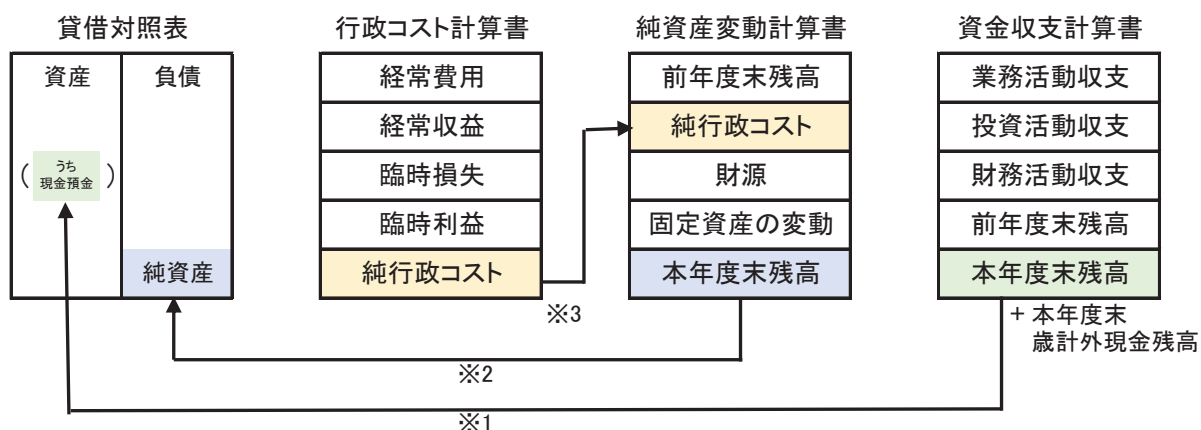 貸借対照表
資産
負債
(うち
現金預金)
純資産
行政コスト計算書
経常費用
経常収益
臨時損失
臨時利益
純行政コスト
純資産変動計算書
前年度末残高
純行政コスト
財源
固定資産の変動
本年度末残高
資金収支計算書
業務活動収支
投資活動収支
財務活動収支
前年度末残高
本年度末残高
+ 本年度末
歳計外現金残高
※3
※2
※1